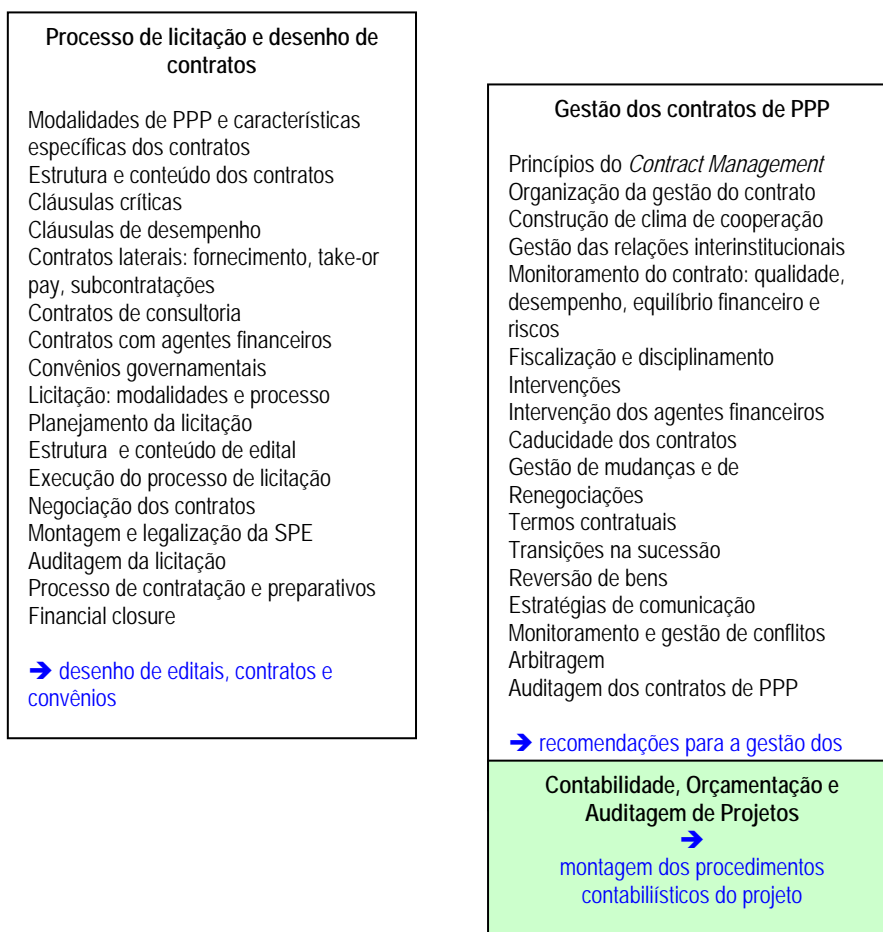 Processo de licitação e desenho de
contratos
Modalidades de PPP e características
específicas dos contratos
Estrutura e conteúdo dos contratos
Cláusulas críticas
Cláusulas de desempenho
Contratos laterais: fornecimento, take-or
pay, subcontratações
Contratos de consultoria
Contratos com agentes financeiros
Convênios governamentais
Licitação: modalidades e processo
Planejamento da licitação
Estrutura  e conteúdo de edital
Execução do processo de licitação
Negociação dos contratos
Montagem e legalização da SPE
Auditagem da licitação
Processo de contratação e preparativos
Financial closure
➔ desenho de editais, contratos e
convênios
Gestão dos contratos de PPP
Princípios do Contract Management
Organização da gestão do contrato
Construção de clima de cooperação
Gestão das relações interinstitucionais
Monitoramento do contrato: qualidade,
desempenho, equilíbrio financeiro e
riscos
Fiscalização e disciplinamento
Intervenções
Intervenção dos agentes financeiros
Caducidade dos contratos
Gestão de mudanças e de
Renegociações
Termos contratuais
Transições na sucessão
Reversão de bens
Estratégias de comunicação
Monitoramento e gestão de conflitos
Arbitragem
Auditagem dos contratos de PPP
➔ recomendações para a gestão dos
Contabilidade, Orçamentação e
Auditagem de Projetos
➔
montagem dos procedimentos
contabiliísticos do projeto